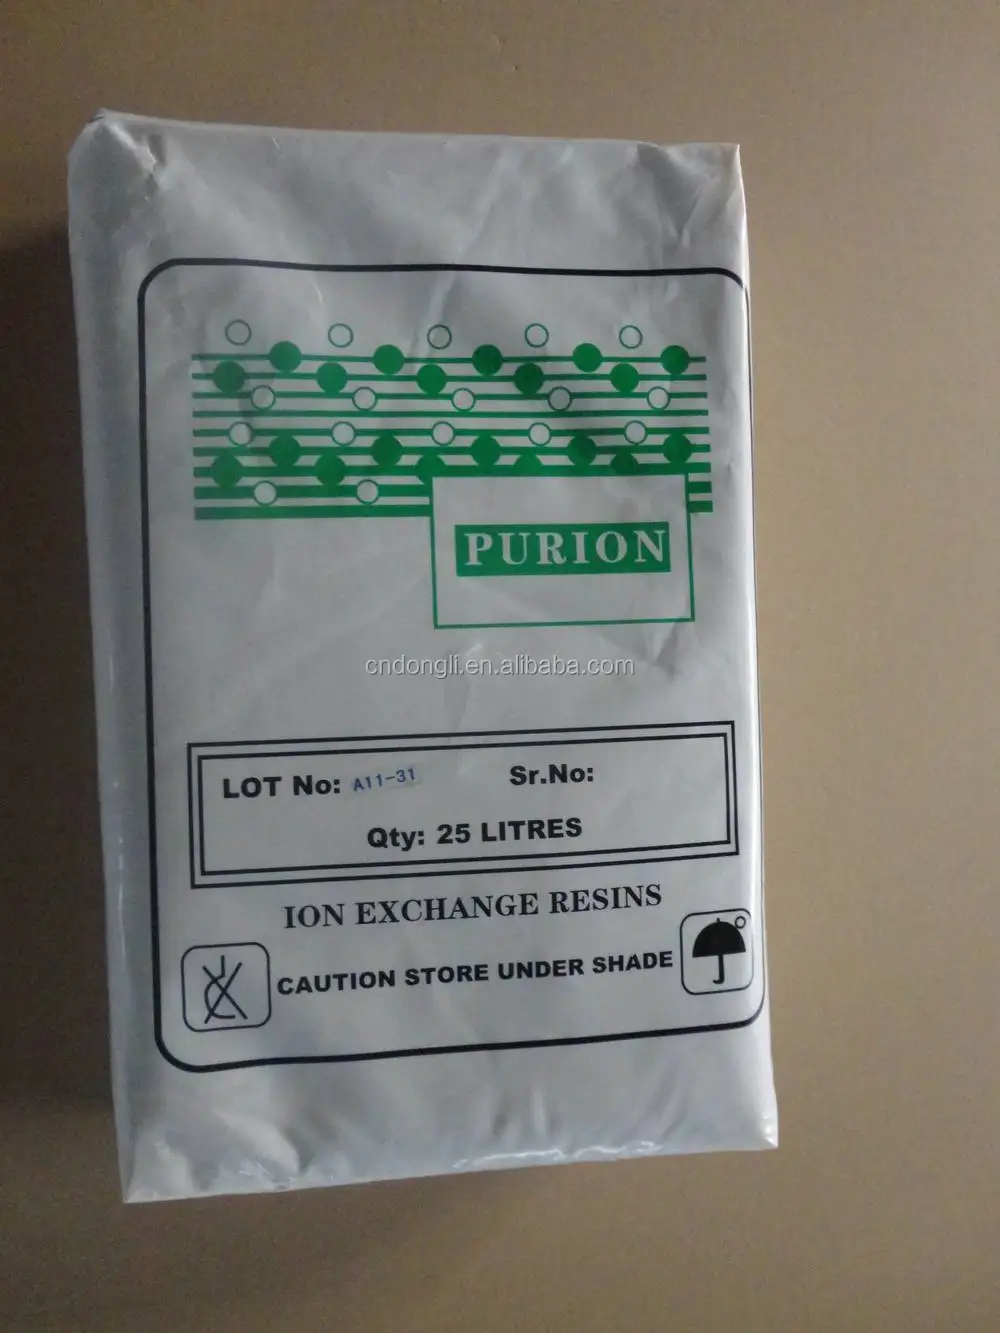 PURION
cndongli.en.alibaba.com
LOT No: A11-31 Sr.No:
Qty: 25 LITRES
ION EXCHANGE RESINS
CAUTION STORE UNDER SHADE